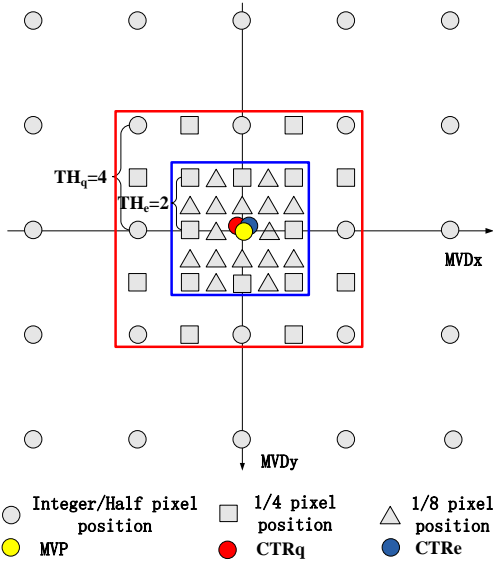 THq=4
THe=2
MVDx
MVDy
Integer/Half pixel position
1/4 pixel position
1/8 pixel position
MVP
CTRq
CTRe